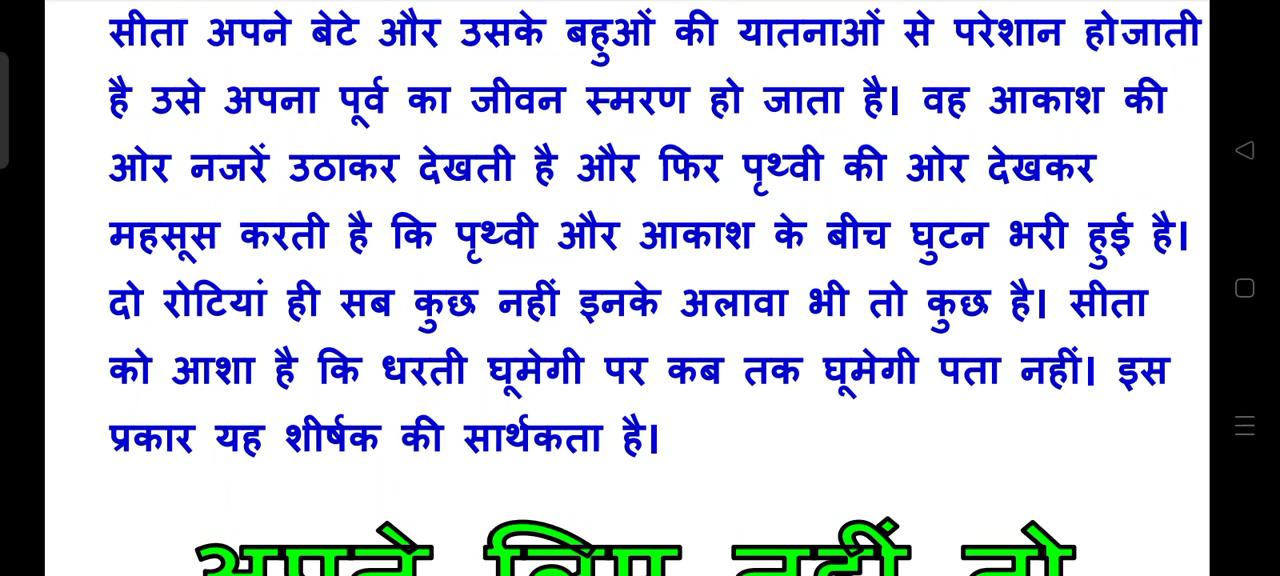 सीता अपने बेटे और उसके बहुओं की यातनाओं से परेशान होजाती
है उसे अपना पूर्व का जीवन स्मरण हो जाता है। वह आकाश की
ओर नजरें उठाकर देखती है और फिर पृथ्वी की ओर देखकर
महसूस करती है कि पृथ्वी और आकाश के बीच घुटन भरी हुई है।
दो रोटियां ही सब कुछ नहीं इनके अलावा भी तो कुछ है। सीता
को आशा है कि धरती घूमेगी पर कब तक घूमेगी पता नहीं। इस
प्रकार यह शीर्षक की सार्थकता है।
अपने लिए नहीं तो